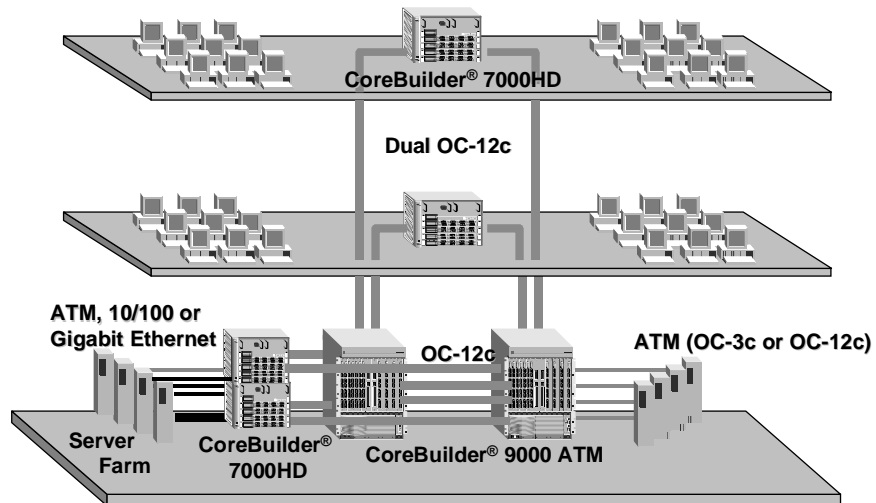 CoreBuilder® 7000HD
Dual OC-12c
ATM, 10/100 or
Gigabit Ethernet
OC-12c
ATM (OC-3c or OC-12c)
Server
Farm
CoreBuilder®
7000HD
CoreBuilder® 9000 ATM